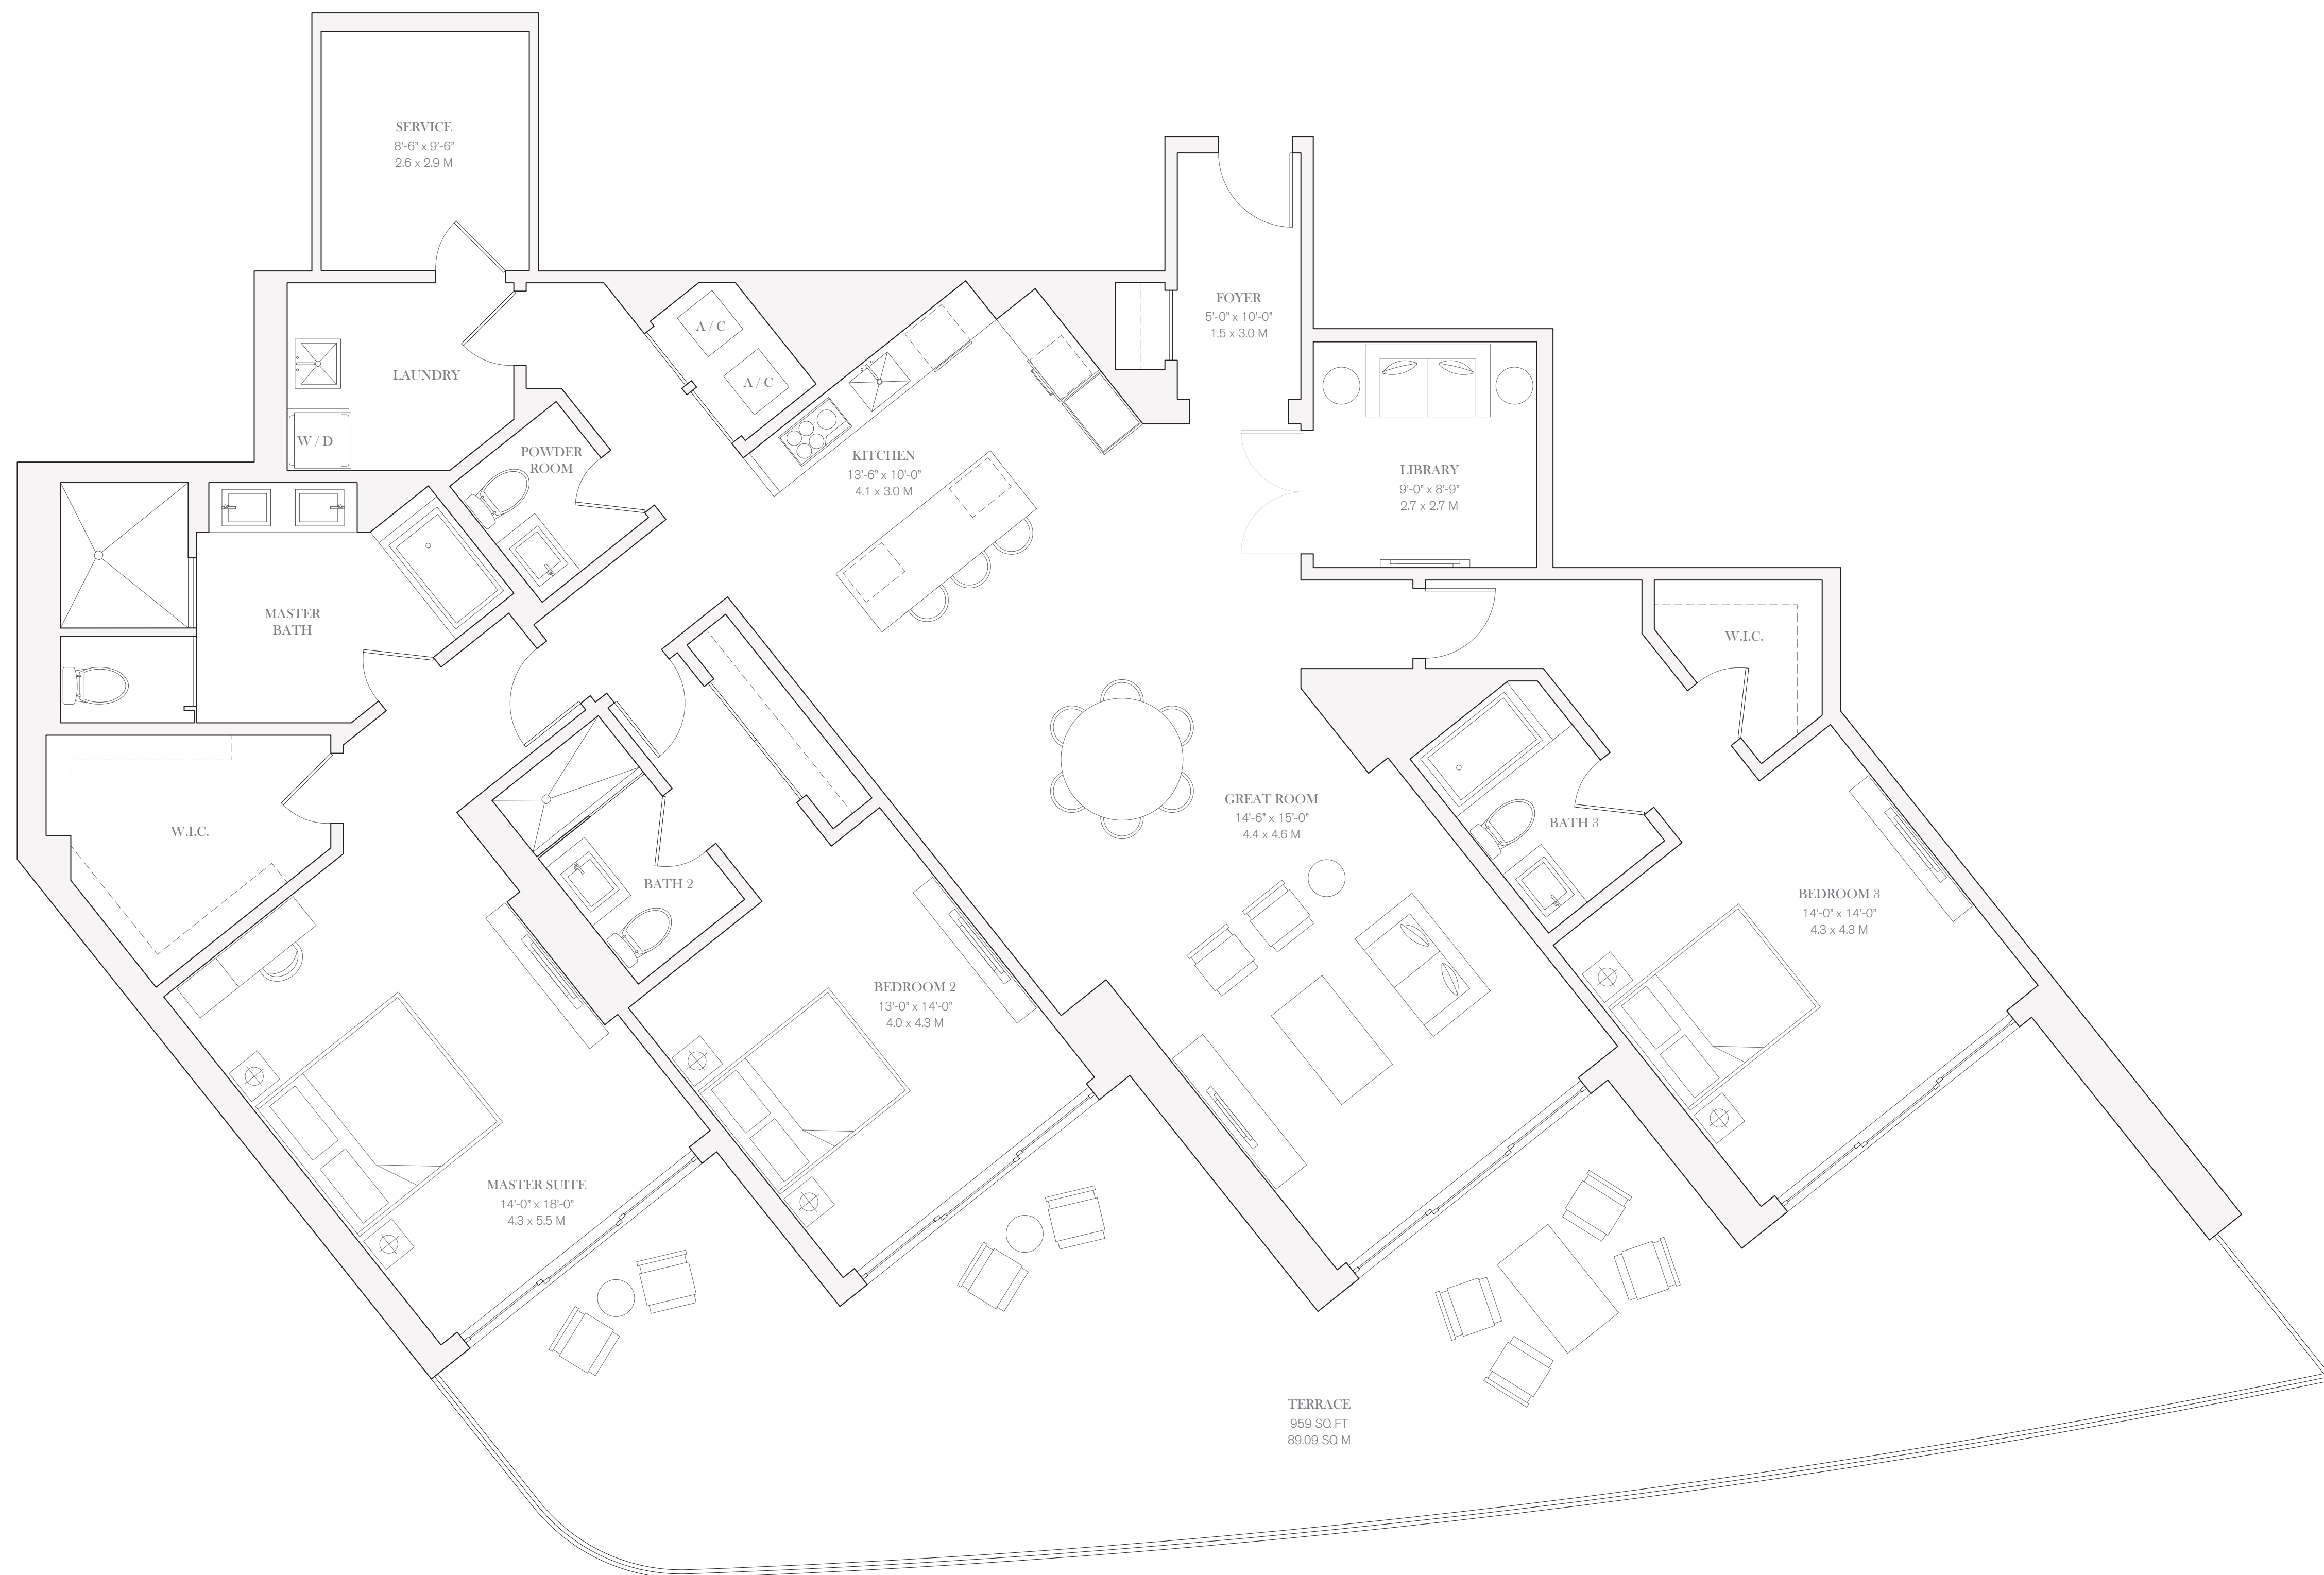 SERVICE
8'-6" x 9'-6"
2.6 x 2.9 M
FOYER
5'-0" x 10'-0"
1.5 x 3.0 M
A / C
A / C
LAUNDRY
W / D
POWDER
ROOM
KITCHEN
13'-6" x 10'-0"
4.1 x 3.0 M
LIBRARY
9'-0" x 8'-9"
2.7 x 2.7 M
MASTER
BATH
W.I.C.
W.I.C.
GREAT ROOM
14'-6" x 15'-0"
4.4 x 4.6 M
BATH 3
BATH 2
BEDROOM 3
14'-0" x 14'-0"
4.3 x 4.3 M
BEDROOM 2
13'-0" x 14'-0"
4.0 x 4.3 M
MASTER SUITE
14'-0" x 18'-0"
4.3 x 5.5 M
TERRACE
959 SQ FT
89.09 SQ M